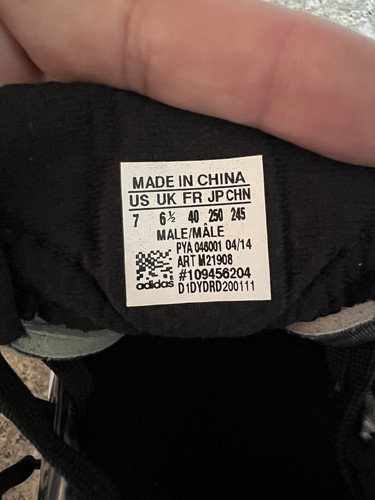 MADE IN CHINA
US UK FR JP CHN
7 6½ 40 250 245
MALE/MÂLE
PYA 046001 04/14
ART M21908
#109456204
adidas D1DYDRD200111